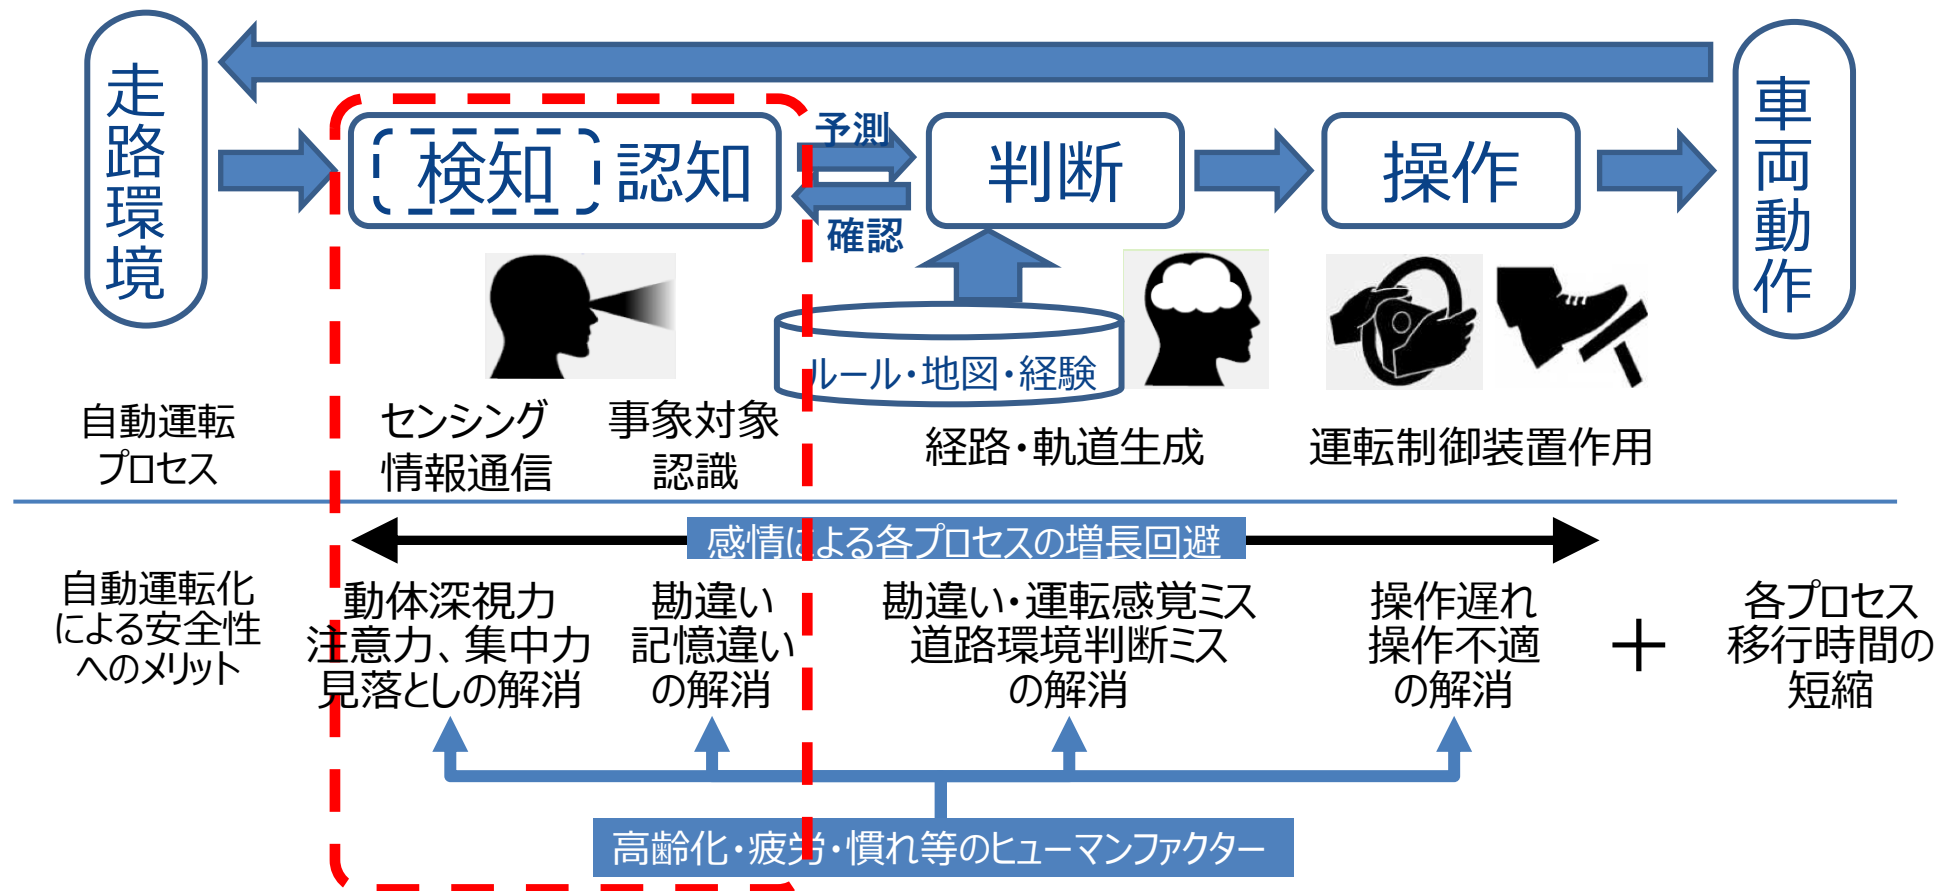 走路環境
検知
認知
予測
確認
判断
操作
車両動作
ルール・地図・経験
自動運転
プロセス
センシング
情報通信
事象対象
認識
経路・軌道生成
運転制御装置作用
感情による各プロセスの増長回避
自動運転化
による安全性
へのメリット
動体深視力
注意力、集中力
見落としの解消
勘違い
記憶違い
の解消
勘違い・運転感覚ミス
道路環境判断ミス
の解消
操作遅れ
操作不適
の解消
＋
各プロセス
移行時間の
短縮
高齢化・疲労・慣れ等のヒューマンファクター